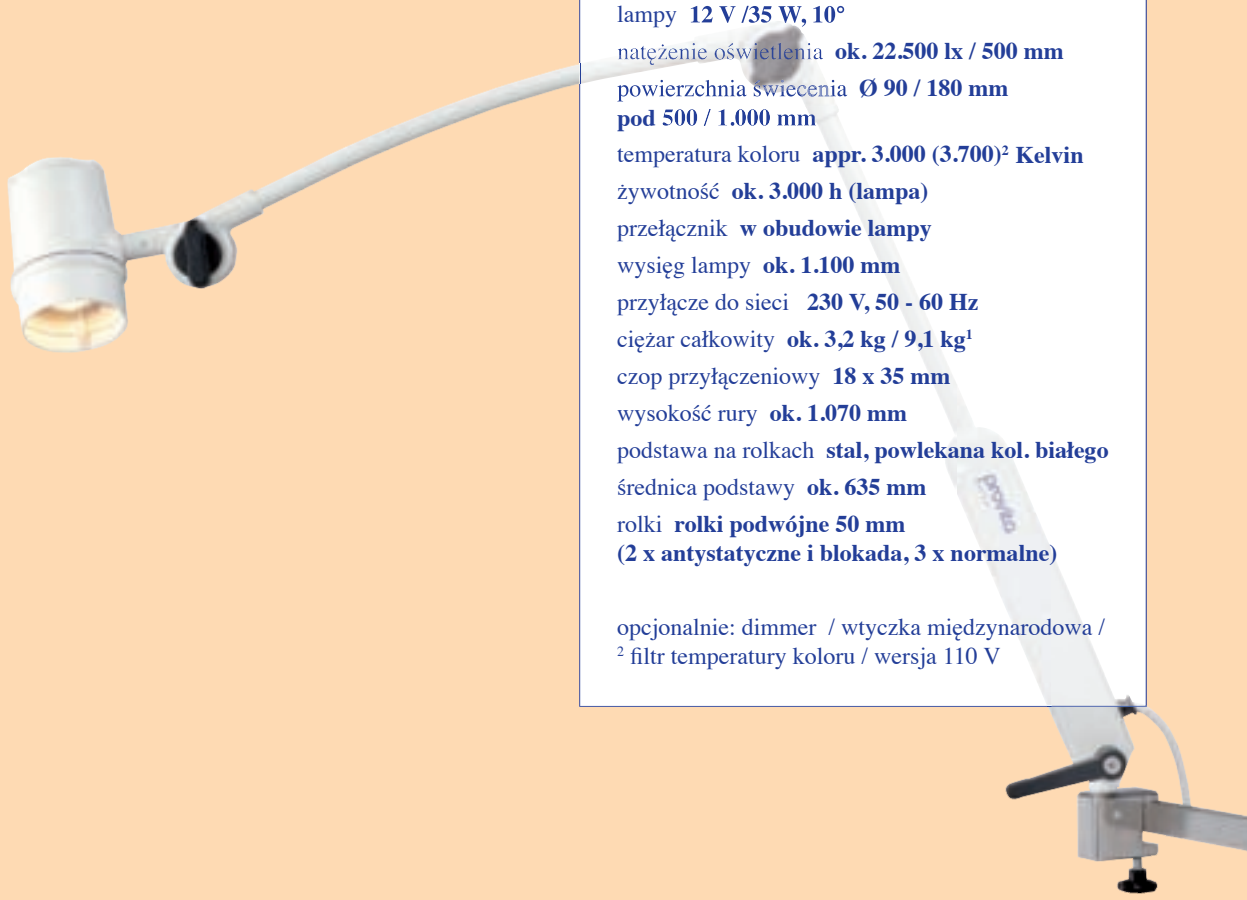 lampy 12 V /35 W, 10°
natężenie oświetlenia ok. 22.500 lx / 500 mm
powierzchnia świecenia Ø 90 / 180 mm
pod 500 / 1.000 mm
temperatura koloru appr. 3.000 (3.700)² Kelvin
żywotność ok. 3.000 h (lampa)
przełącznik w obudowie lampy
wysięg lampy ok. 1.100 mm
przyłącze do sieci 230 V, 50 - 60 Hz
ciężar całkowity ok. 3,2 kg / 9,1 kg¹
czop przyłączeniowy 18 x 35 mm
wysokość rury ok. 1.070 mm
podstawa na rolkach stal, powlekana kol. białego
średnica podstawy ok. 635 mm
rolki rolki podwójne 50 mm
(2 x antystatyczne i blokada, 3 x normalne)
opcjonalnie: dimmer / wtyczka międzynarodowa /
² filtr temperatury koloru / wersja 110 V
provita